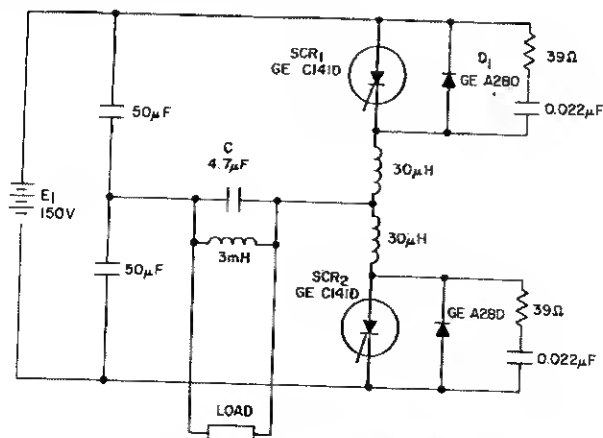 SCR1
GE C141D
D1
GE A28D
39Ω
0.022μF
50μF
C
4.7μF
30μH
E1
150V
3mH
30μH
50μF
SCR2
GE C141D
GE A28D
39Ω
0.022μF
LOAD